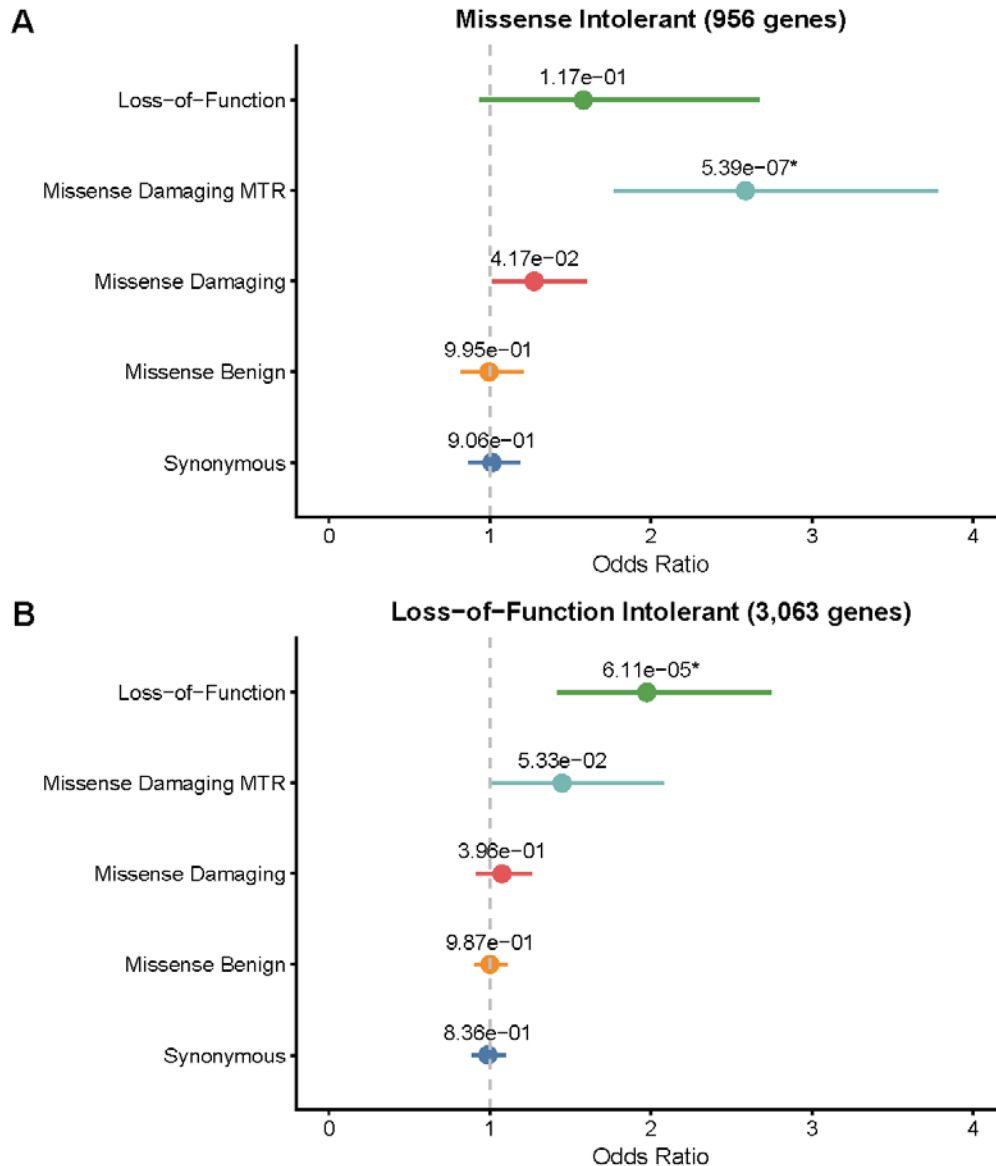 A
Missense Intolerant (956 genes)
Loss−of−Function
1.17e−01
Missense Damaging MTR
5.39e−07*
Missense Damaging
4.17e−02
Missense Benign
9.95e−01
Synonymous
9.06e−01
0 1 2 3 4
Odds Ratio
B
Loss−of−Function Intolerant (3,063 genes)
Loss−of−Function
6.11e−05*
Missense Damaging MTR
5.33e−02
Missense Damaging
3.96e−01
Missense Benign
9.87e−01
Synonymous
8.36e−01
0 1 2 3 4
Odds Ratio